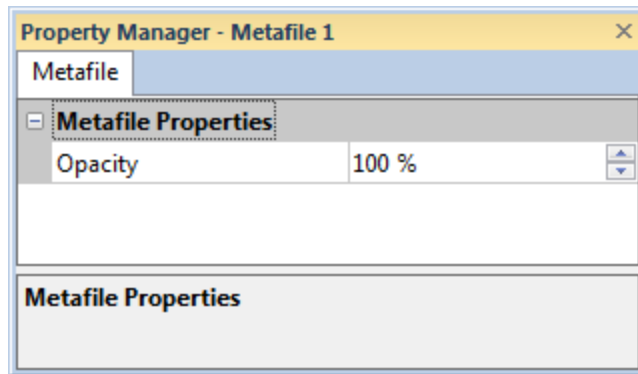 Property Manager - Metafile 1
Metafile
Metafile Properties
Opacity 100 %
Metafile Properties